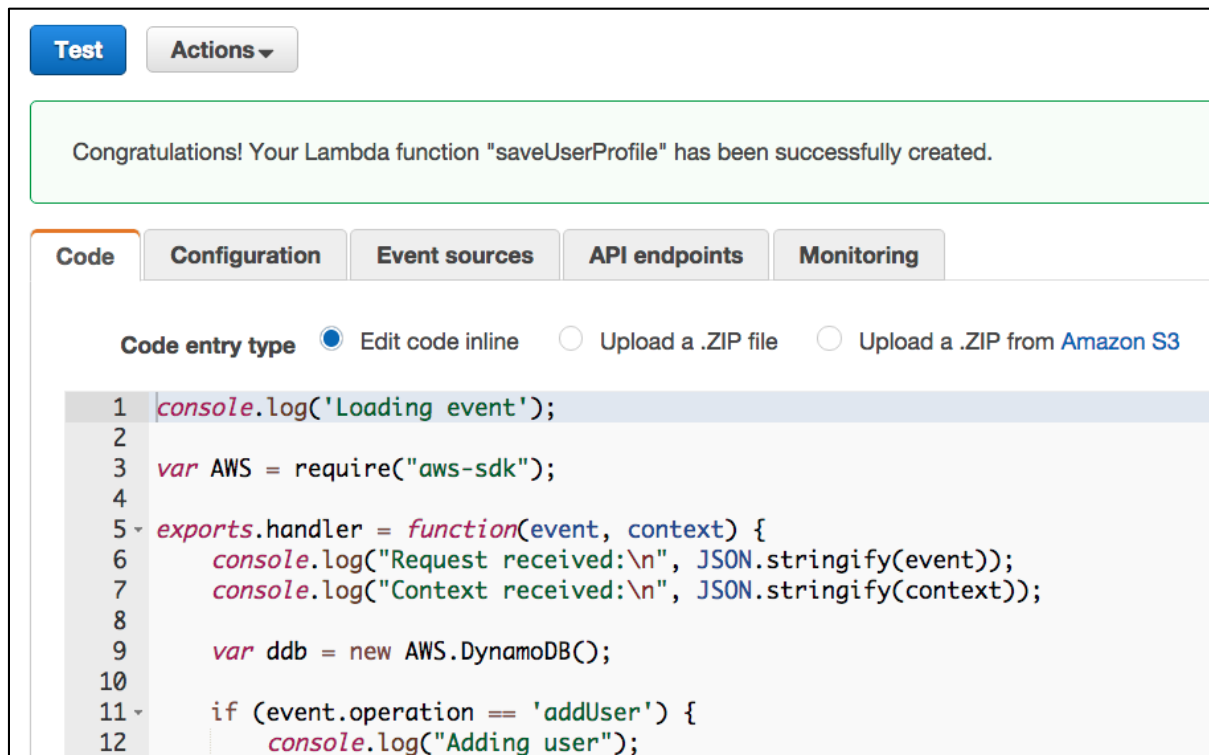 Test Actions
Congratulations! Your Lambda function "saveUserProfile" has been successfully created.
Code Configuration Event sources API endpoints Monitoring
Code entry type Edit code inline Upload a .ZIP file Upload a .ZIP from Amazon S3
1 console.log('Loading event');
2
3 var AWS = require("aws-sdk");
4
5 exports.handler = function(event, context) {
6 console.log("Request received:\n", JSON.stringify(event));
7 console.log("Context received:\n", JSON.stringify(context));
8
9 var ddb = new AWS.DynamoDB();
10
11 if (event.operation == 'addUser') {
12 console.log("Adding user");